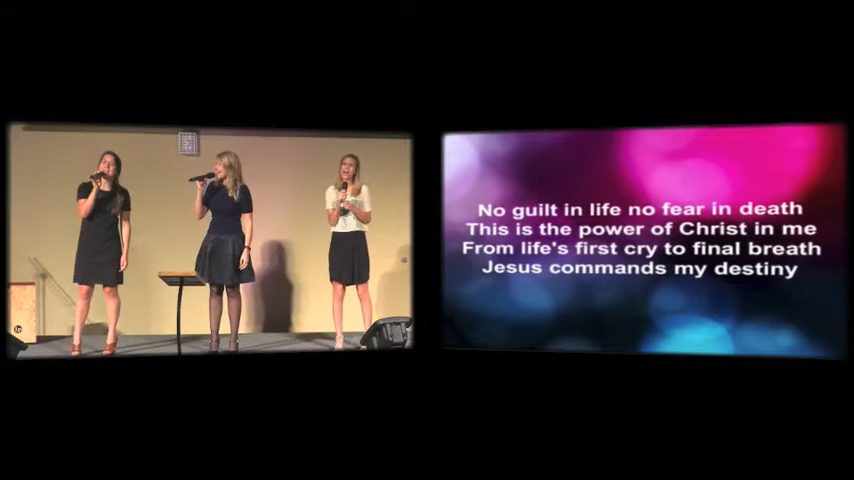 No guilt in life no fear in death
This is the power of Christ in me
From life's first cry to final breath
Jesus commands my destiny